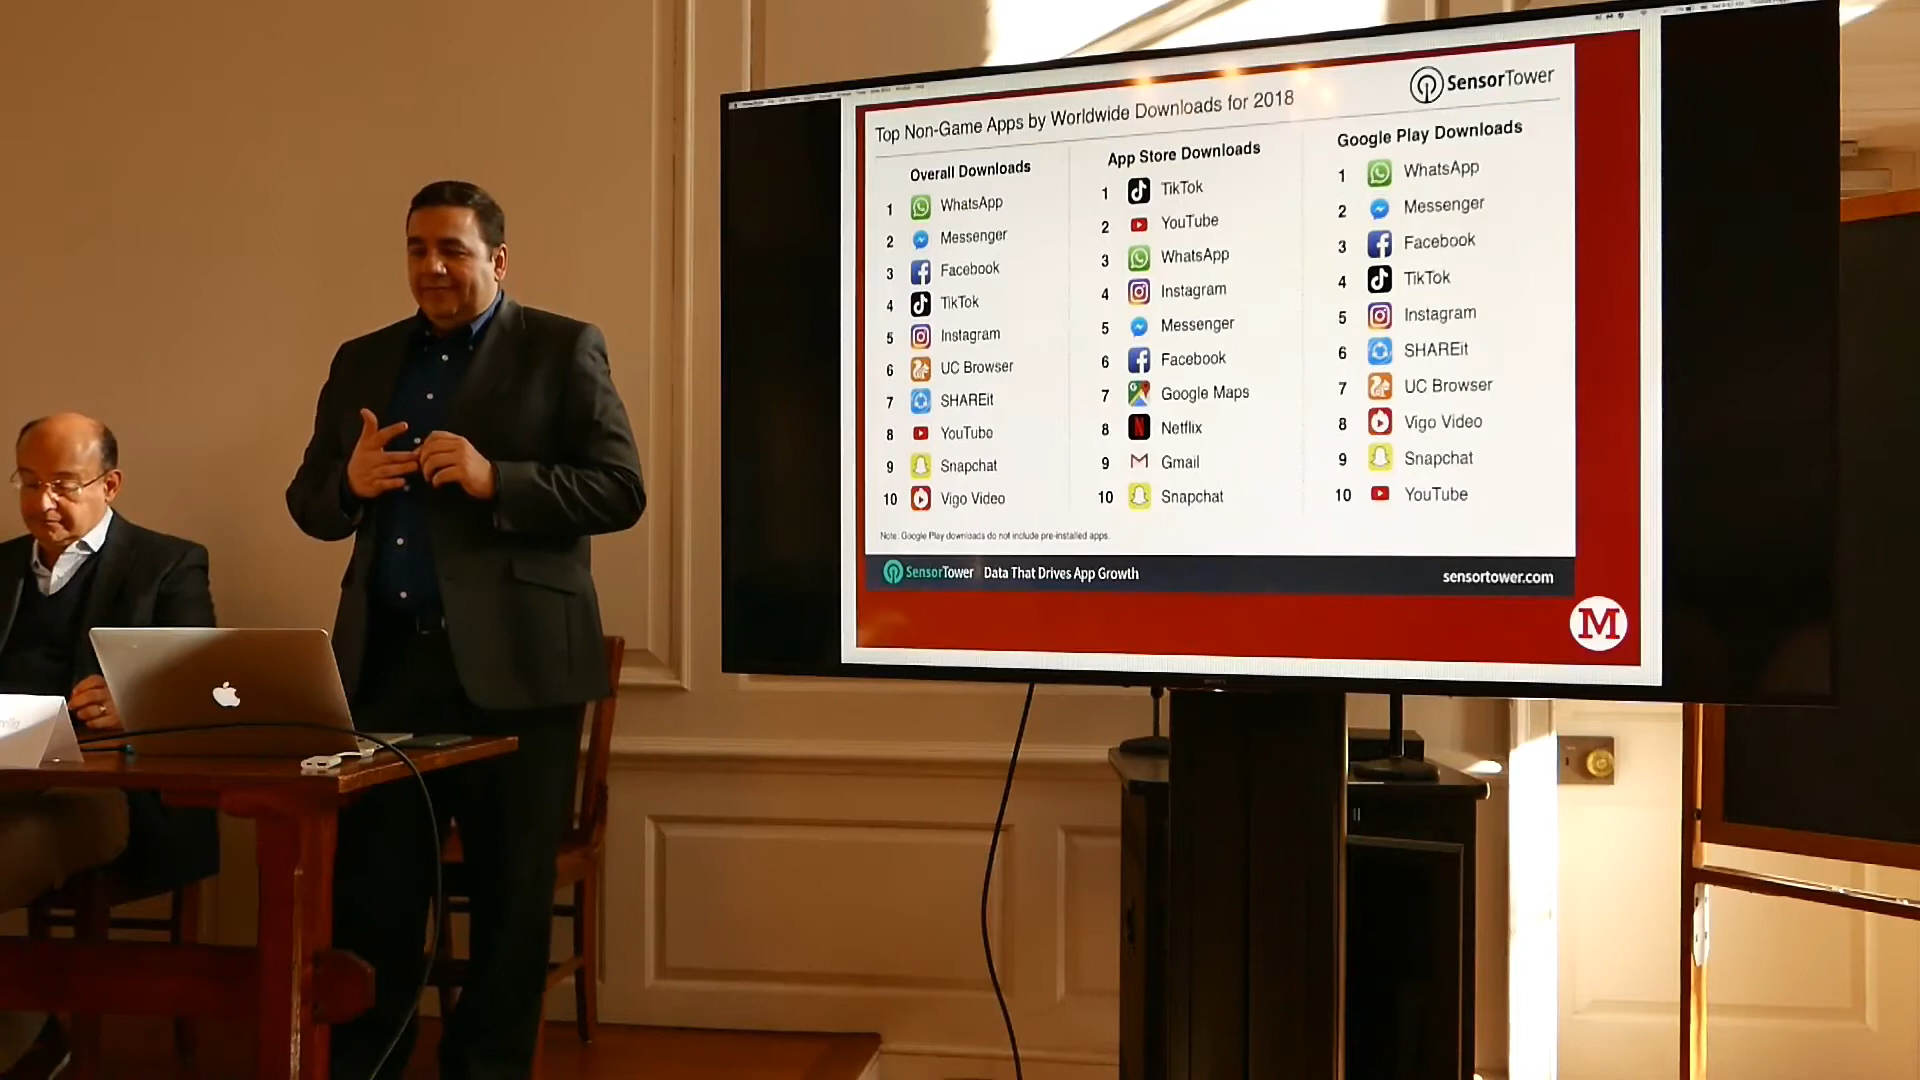 SensorTower
Top Non-Game Apps by Worldwide Downloads for 2018
Overall Downloads
1 WhatsApp
2 Messenger
3 Facebook
4 TikTok
5 Instagram
6 UC Browser
7 SHAREit
8 YouTube
9 Snapchat
10 Vigo Video
App Store Downloads
1 TikTok
2 YouTube
3 WhatsApp
4 Instagram
5 Messenger
6 Facebook
7 Google Maps
8 Netflix
9 Gmail
10 Snapchat
Google Play Downloads
1 WhatsApp
2 Messenger
3 Facebook
4 TikTok
5 Instagram
6 SHAREit
7 UC Browser
8 Vigo Video
9 Snapchat
10 YouTube
Note: Google Play downloads do not include pre-installed apps.
SensorTower Data That Drives App Growth
sensortower.com
M